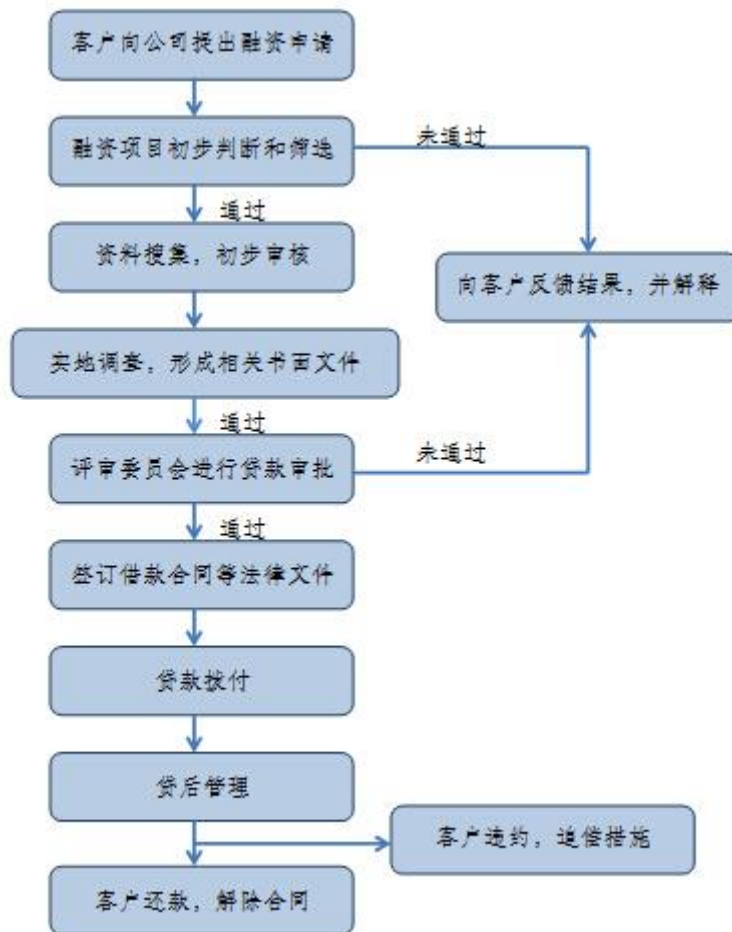 客户向公司提出融资申请
融资项目初步判断和筛选
未通过
通过
资料搜集，初步审核
向客户反馈结果，并解释
实地调查，形成相关书面文件
通过
评审委员会进行贷款审批
未通过
通过
签订借款合同等法律文件
贷款拨付
贷后管理
客户违约，追偿措施
客户还款，解除合同